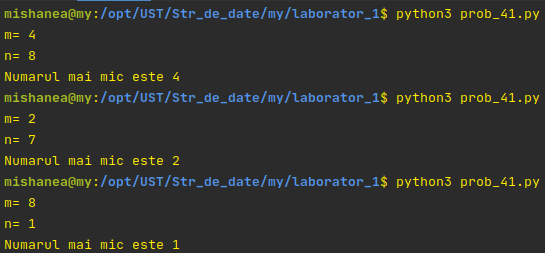 mishanea@my:/opt/UST/Str_de_date/my/laborator_1$ python3 prob_41.py
m= 4
n= 8
Numarul mai mic este 4
mishanea@my:/opt/UST/Str_de_date/my/laborator_1$ python3 prob_41.py
m= 2
n= 7
Numarul mai mic este 2
mishanea@my:/opt/UST/Str_de_date/my/laborator_1$ python3 prob_41.py
m= 8
n= 1
Numarul mai mic este 1